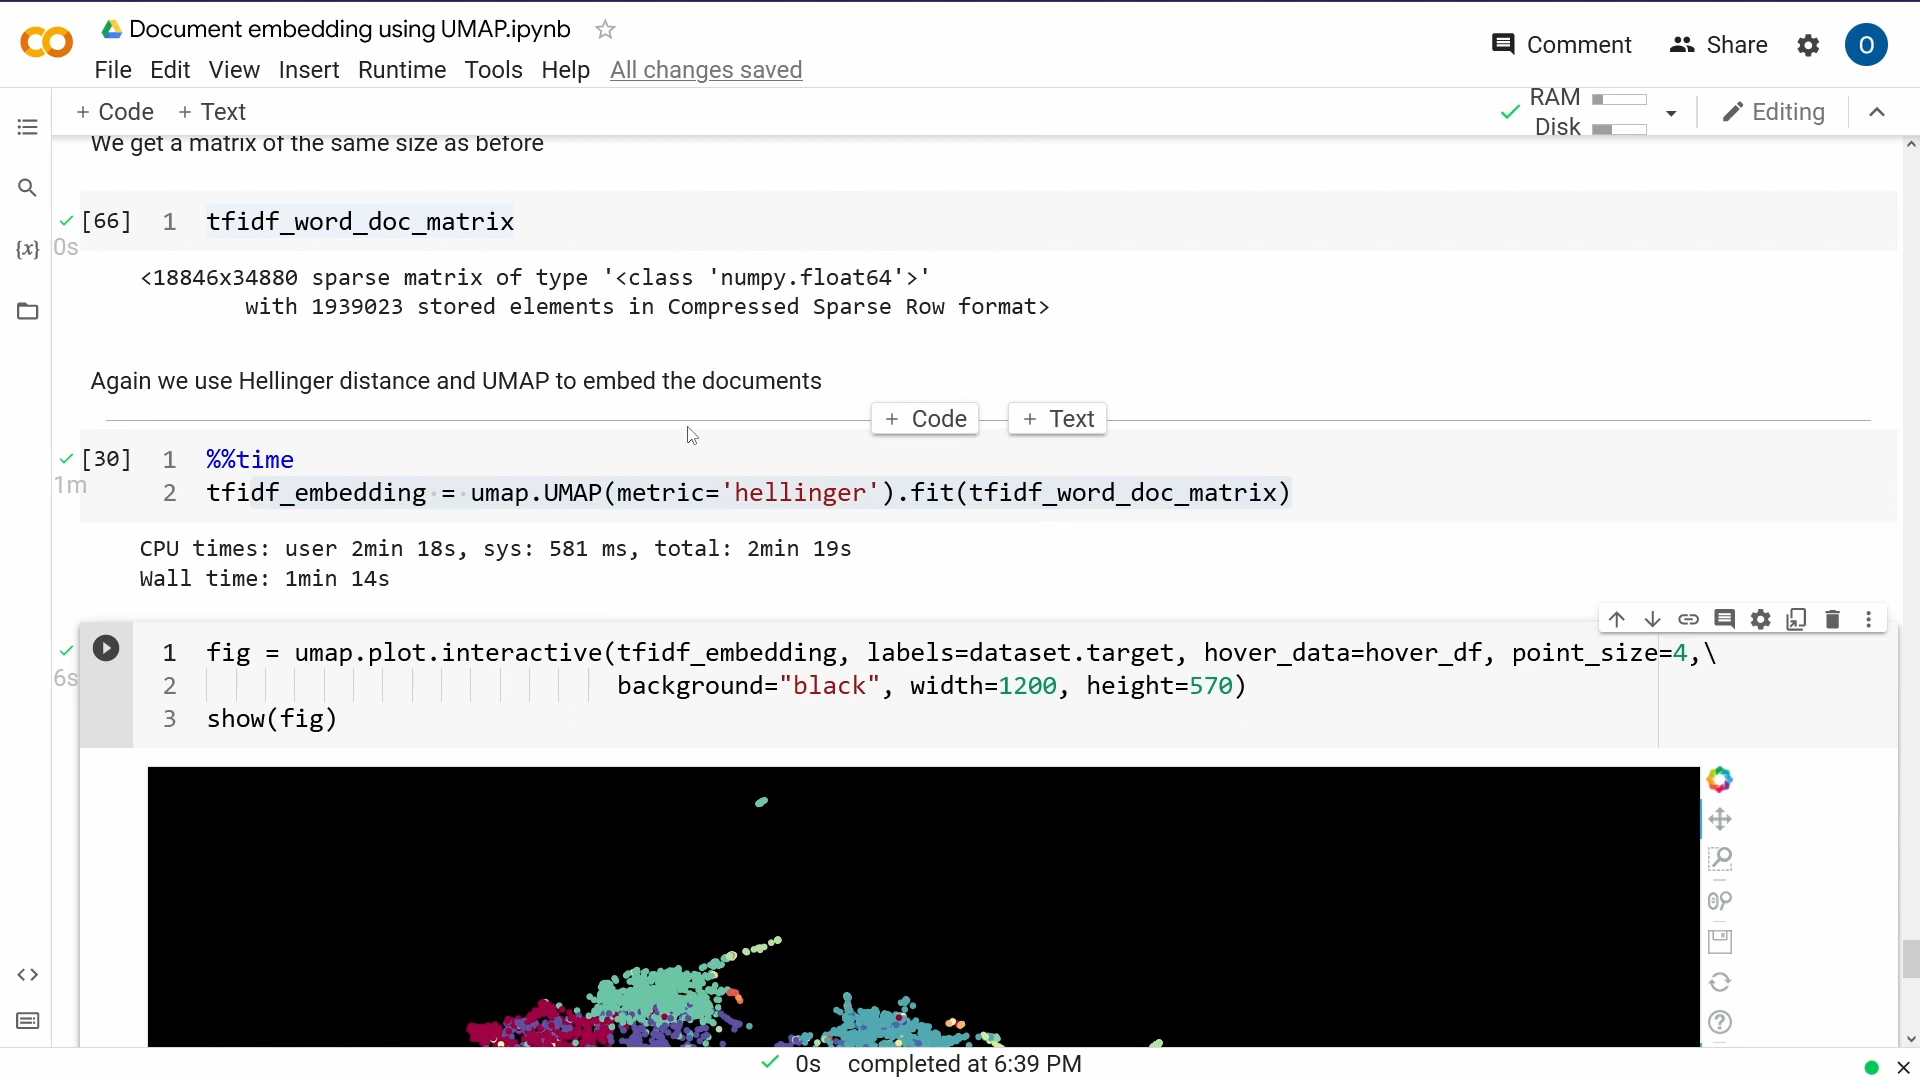 Document embedding using UMAP.ipynb
Comment
Share
O
File Edit View Insert Runtime Tools Help All changes saved
+ Code + Text
RAM
Disk
Editing
We get a matrix of the same size as before
[66] 1 tfidf_word_doc_matrix
0s
{x}
<18846x34880 sparse matrix of type '<class 'numpy.float64'>'
with 1939023 stored elements in Compressed Sparse Row format>
Again we use Hellinger distance and UMAP to embed the documents
+ Code + Text
[30] 1 %%time
1m
2 tfidf_embedding = umap.UMAP(metric='hellinger').fit(tfidf_word_doc_matrix)
CPU times: user 2min 18s, sys: 581 ms, total: 2min 19s
Wall time: 1min 14s
1 fig = umap.plot.interactive(tfidf_embedding, labels=dataset.target, hover_data=hover_df, point_size=4,\
6s
2 background="black", width=1200, height=570)
3 show(fig)
0s completed at 6:39 PM